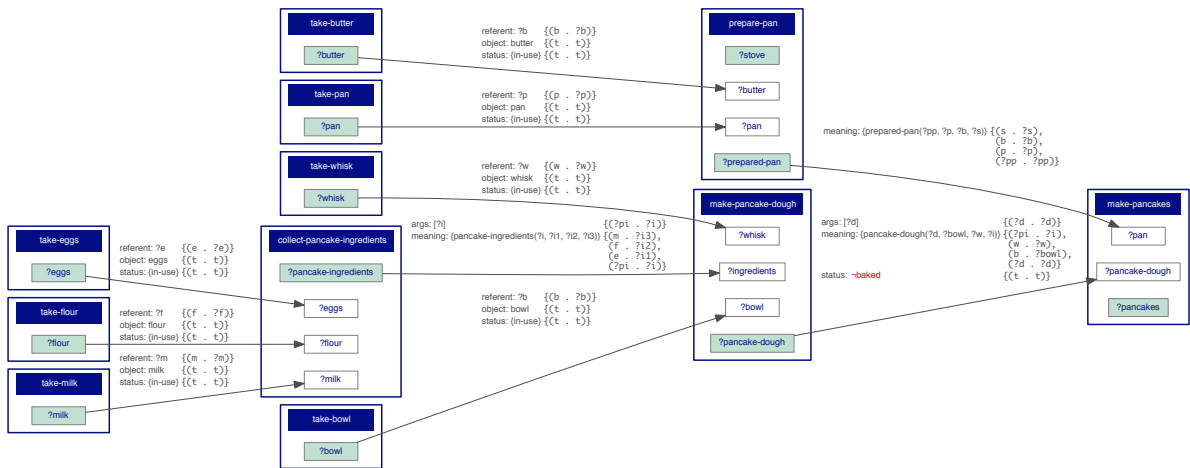 take-butter
?butter
referent: ?b {(b . ?b)}
object: butter {(t . t)}
status: {in-use} {(t . t)}
prepare-pan
?stove
?butter
?pan
?prepared-pan
take-pan
?pan
referent: ?p {(p . ?p)}
object: pan {(t . t)}
status: {in-use} {(t . t)}
meaning: {prepared-pan(?pp, ?p, ?b, ?s)} {(s . ?s),
(b . ?b),
(p . ?p),
(?pp . ?pp)}
take-whisk
?whisk
referent: ?w {(w . ?w)}
object: whisk {(t . t)}
status: {in-use} {(t . t)}
make-pancake-dough
?whisk
?ingredients
?bowl
?pancake-dough
make-pancakes
?pan
?pancake-dough
?pancakes
args: [?d] {(?d . ?d)}
meaning: {pancake-dough(?d, ?bowl, ?w, ?i)} {(?pi . ?i),
(w . ?w),
(b . ?bowl),
(?d . ?d)}
status: ¬baked {(t . t)}
take-eggs
?eggs
referent: ?e {(e . ?e)}
object: eggs {(t . t)}
status: {in-use} {(t . t)}
collect-pancake-ingredients
?pancake-ingredients
?eggs
?flour
?milk
args: [?i] {(?pi . ?i)}
meaning: {pancake-ingredients(?i, ?i1, ?i2, ?i3)} {(m . ?i3),
(f . ?i2),
(e . ?i1),
(?pi . ?i)}
take-flour
?flour
referent: ?f {(f . ?f)}
object: flour {(t . t)}
status: {in-use} {(t . t)}
referent: ?b {(b . ?b)}
object: bowl {(t . t)}
status: {in-use} {(t . t)}
take-milk
?milk
referent: ?m {(m . ?m)}
object: milk {(t . t)}
status: {in-use} {(t . t)}
take-bowl
?bowl